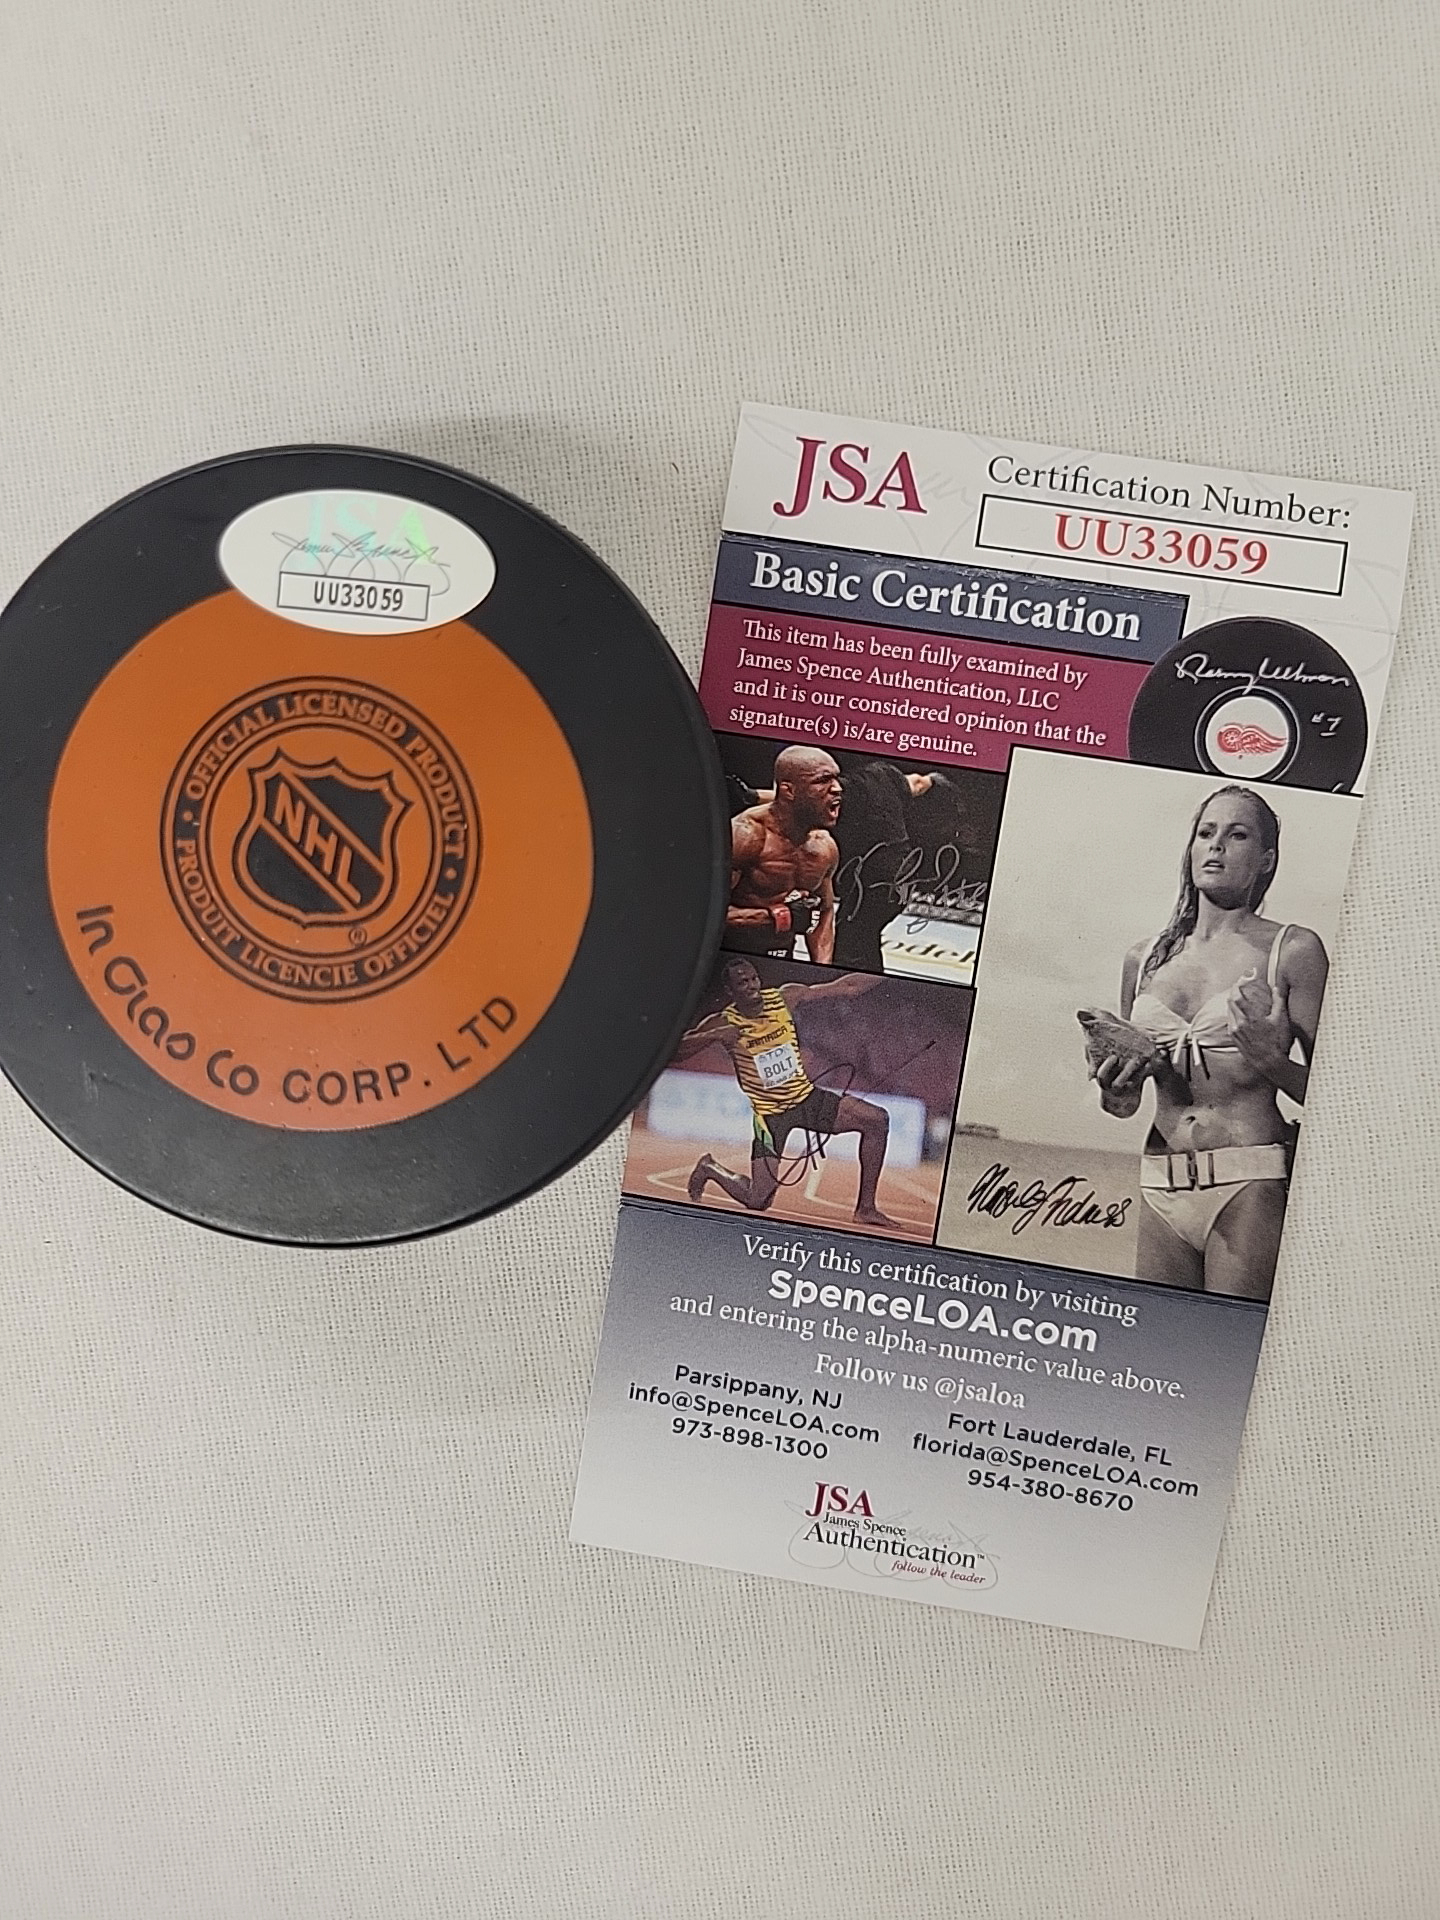 JSA
UU33059
OFFICIAL LICENSED PRODUCT
NHL
®
PRODUIT LICENCIE OFFICIEL
In Glas Co CORP. LTD
JSA
Certification Number:
UU33059
Basic Certification
This item has been fully examined by
James Spence Authentication, LLC
and it is our considered opinion that the
signature(s) is/are genuine.
#7
JAMAICA
TDK
BOLT
Verify this certification by visiting
SpenceLOA.com
and entering the alpha-numeric value above.
Follow us @jsaloa
Parsippany, NJ
info@SpenceLOA.com
973-898-1300
Fort Lauderdale, FL
florida@SpenceLOA.com
954-380-8670
JSA
James Spence
Authentication™
follow the leader